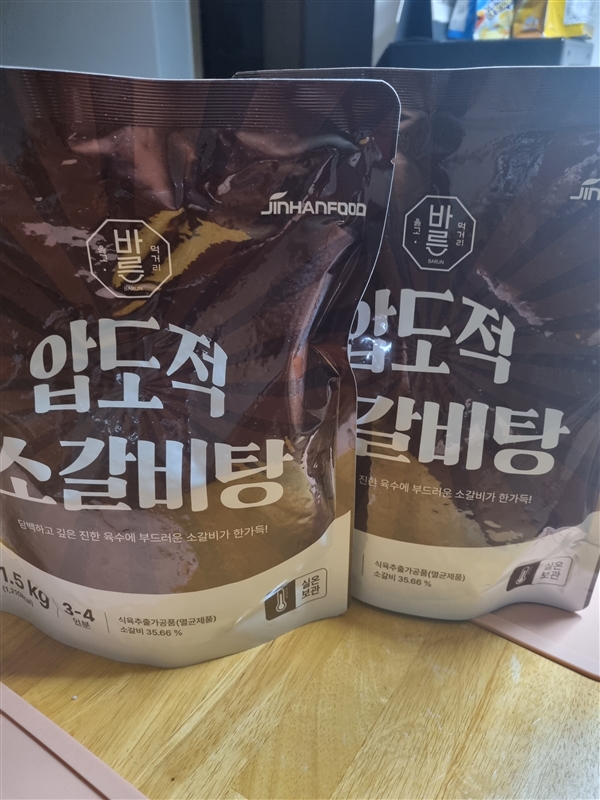 JINHANFOOD
바름
먹거리
BARUN
압도적
소갈비탕
담백하고 깊은 진한 육수에 부드러운 소갈비가 한가득!
1.5 kg
3-4
인분
식육추출가공품(멸균제품)
소갈비 35.66 %
실온
보관
JIN
바름
먹거리
BARUN
압도적
갈비탕
진한 육수에 부드러운 소갈비가 한가득!
식육추출가공품(멸균제품)
소갈비 35.66 %
실온
보관